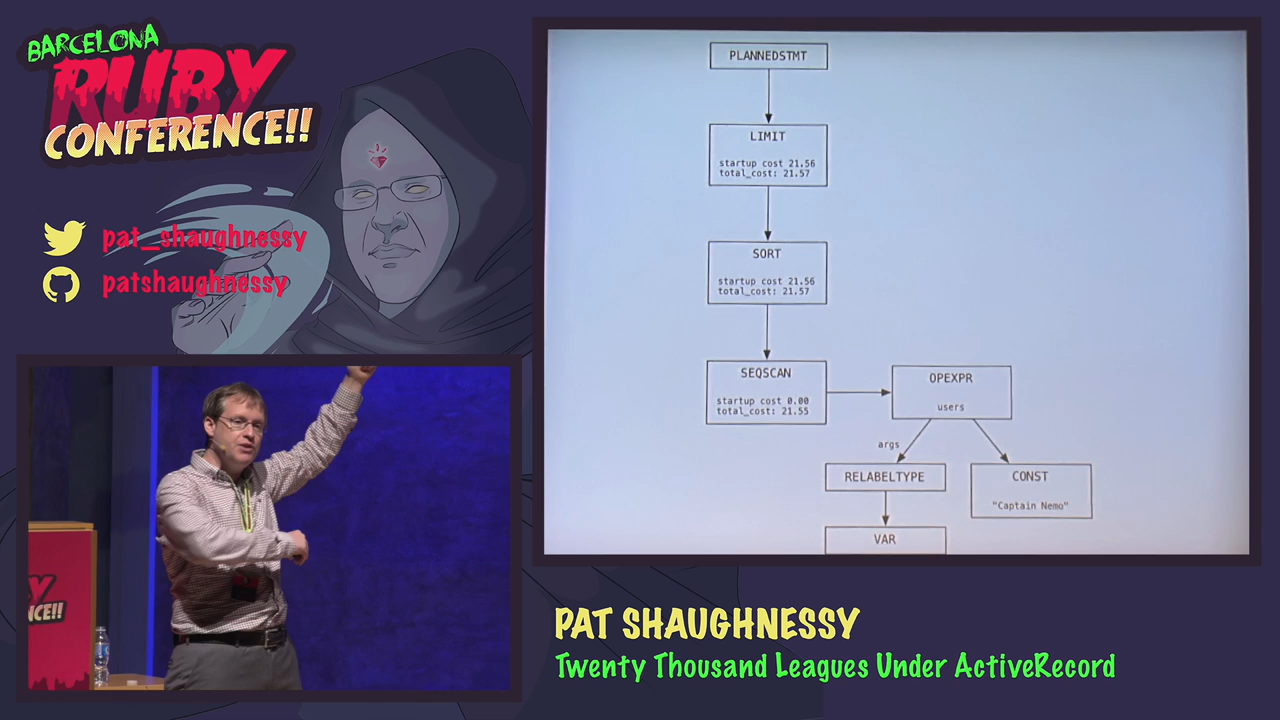 BARCELONA
RUBY
CONFERENCE!!
pat_shaughnessy
patshaughnessy
PLANNEDSTMT
LIMIT
startup cost 21.56
total_cost: 21.57
SORT
startup cost 21.56
total_cost: 21.57
SEQSCAN
startup cost 0.00
total_cost: 21.55
OPEXPR
users
args
RELABELTYPE
CONST
"Captain Nemo"
VAR
NCE!!
PAT SHAUGHNESSY
Twenty Thousand Leagues Under ActiveRecord